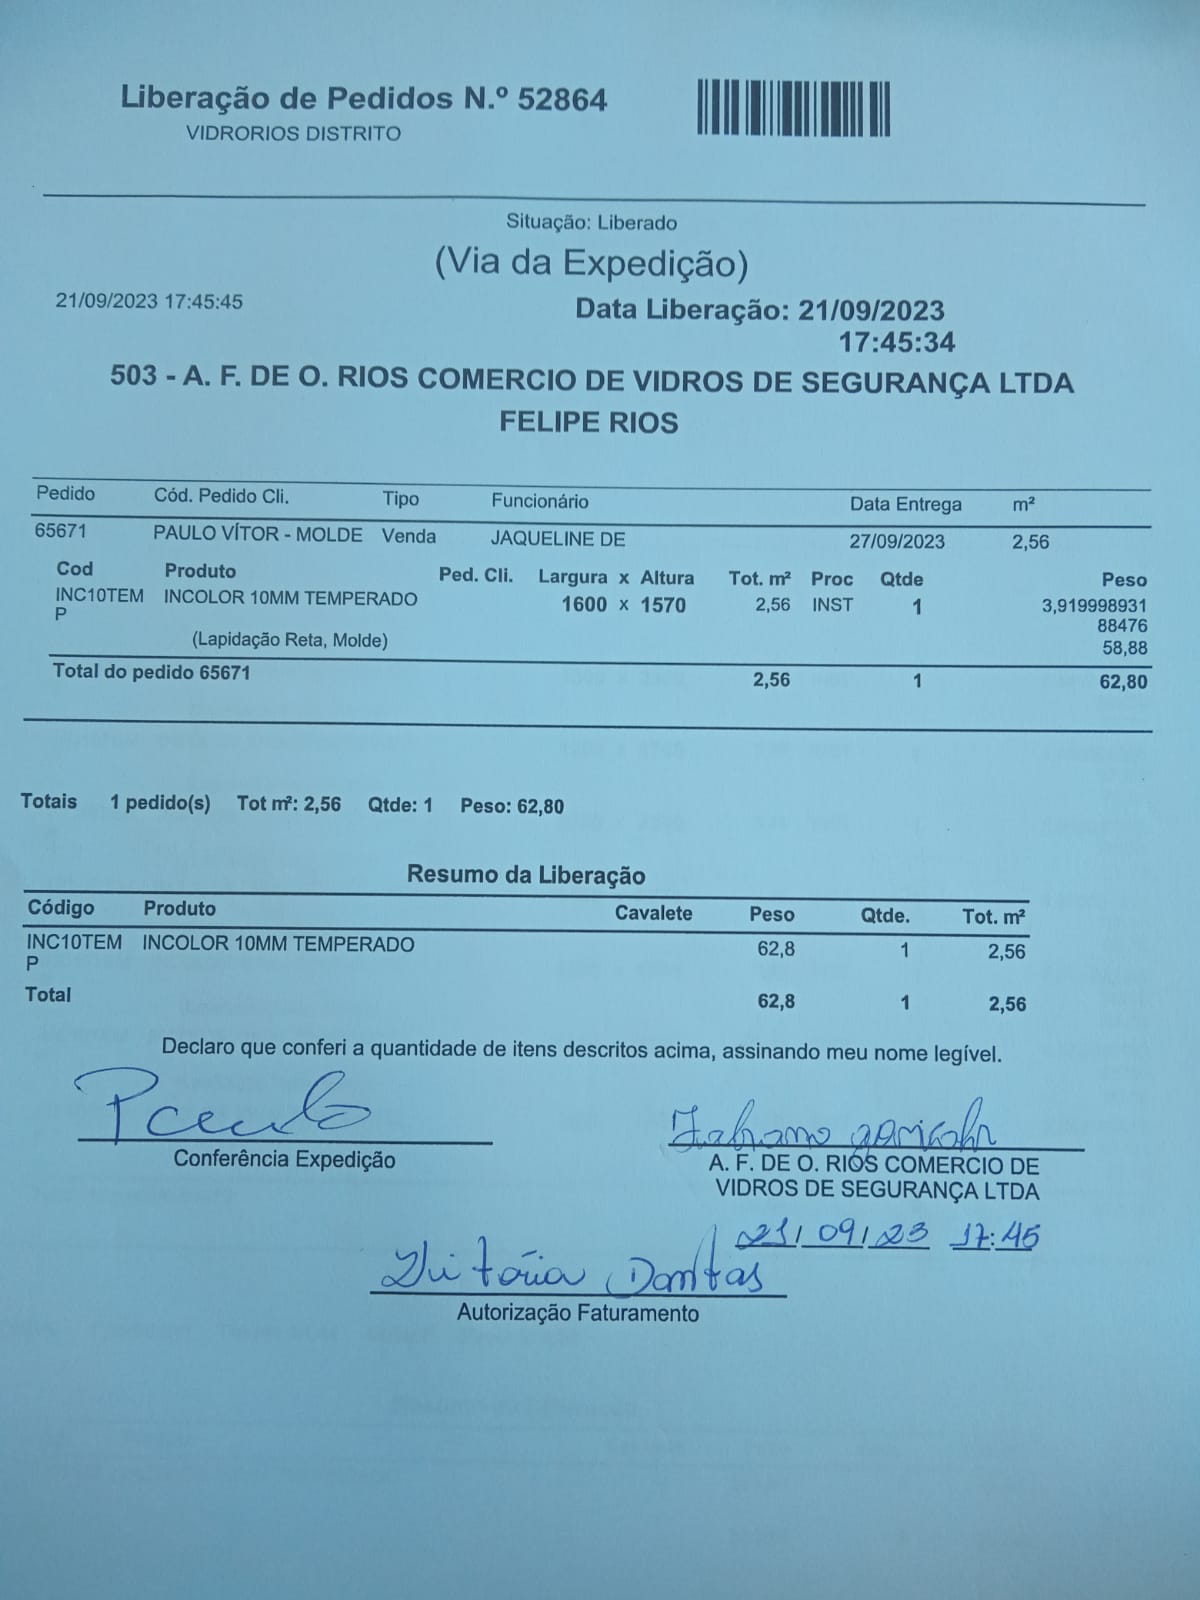 Liberação de Pedidos N.º 52864
VIDRORIOS DISTRITO
Situação: Liberado
(Via da Expedição)
21/09/2023 17:45:45
Data Liberação: 21/09/2023
17:45:34
503 - A. F. DE O. RIOS COMERCIO DE VIDROS DE SEGURANÇA LTDA
FELIPE RIOS
Pedido Cód. Pedido Cli. Tipo Funcionário Data Entrega m²
65671 PAULO VÍTOR - MOLDE Venda JAQUELINE DE 27/09/2023 2,56
Cod Produto Ped. Cli. Largura x Altura Tot. m² Proc Qtde Peso
INC10TEM INCOLOR 10MM TEMPERADO 1600 x 1570 2,56 INST 1 3,919998931
P 88476
(Lapidação Reta, Molde) 58,88
Total do pedido 65671 2,56 1 62,80
Totais 1 pedido(s) Tot m²: 2,56 Qtde: 1 Peso: 62,80
Resumo da Liberação
Código Produto Cavalete Peso Qtde. Tot. m²
INC10TEM INCOLOR 10MM TEMPERADO 62,8 1 2,56
P
Total 62,8 1 2,56
Declaro que conferi a quantidade de itens descritos acima, assinando meu nome legível.
Paulo
Conferência Expedição
A. F. DE O. RIOS COMERCIO DE
VIDROS DE SEGURANÇA LTDA
21/09/23 17:45
Vitória Dantas
Autorização Faturamento